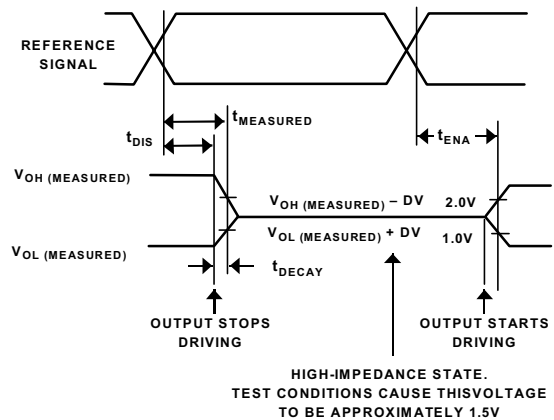 REFERENCE
SIGNAL
tMEASURED
tDIS
tENA
VOH (MEASURED)
VOH (MEASURED) – DV
2.0V
VOL (MEASURED) + DV
1.0V
VOL (MEASURED)
tDECAY
OUTPUT STOPS
DRIVING
OUTPUT STARTS
DRIVING
HIGH-IMPEDANCE STATE.
TEST CONDITIONS CAUSE THISVOLTAGE
TO BE APPROXIMATELY 1.5V